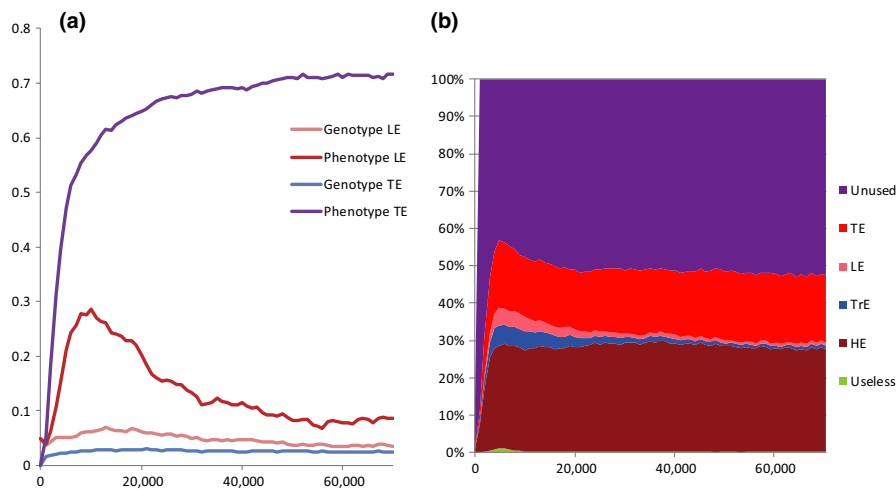 (a)
0.8
0.7
0.6
0.5
0.4
0.3
0.2
0.1
0
0
20,000
40,000
60,000
Genotype LE
Phenotype LE
Genotype TE
Phenotype TE
(b)
100%
90%
80%
70%
60%
50%
40%
30%
20%
10%
0%
0
20,000
40,000
60,000
Unused
TE
LE
TrE
HE
Useless